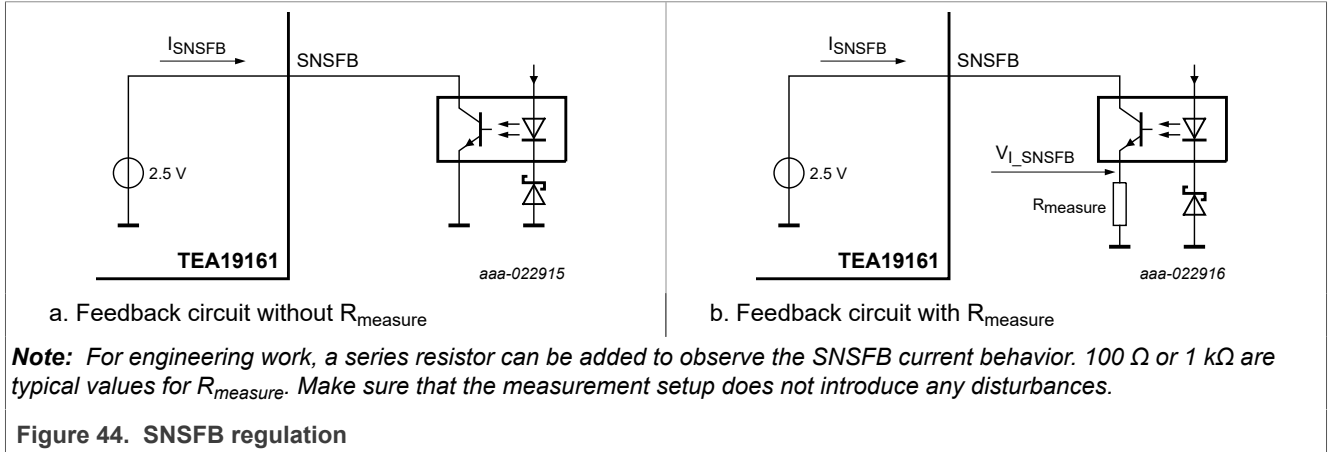 I_SNSFB
SNSFB
2.5 V
TEA19161
aaa-022915
a. Feedback circuit without R_measure
I_SNSFB
SNSFB
2.5 V
V_I_SNSFB
R_measure
TEA19161
aaa-022916
b. Feedback circuit with R_measure
Note: For engineering work, a series resistor can be added to observe the SNSFB current behavior. 100 Ω or 1 kΩ are
typical values for R_measure. Make sure that the measurement setup does not introduce any disturbances.
Figure 44. SNSFB regulation